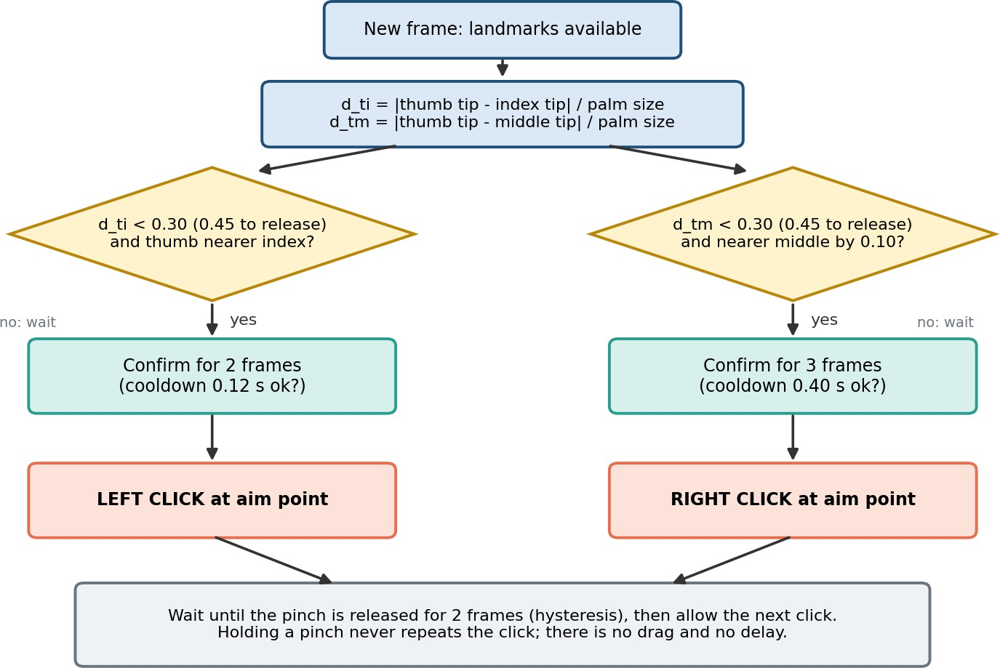 New frame: landmarks available
d_ti = |thumb tip - index tip| / palm size
d_tm = |thumb tip - middle tip| / palm size
d_ti < 0.30 (0.45 to release)
and thumb nearer index?
d_tm < 0.30 (0.45 to release)
and nearer middle by 0.10?
no: wait
yes
yes
no: wait
Confirm for 2 frames
(cooldown 0.12 s ok?)
Confirm for 3 frames
(cooldown 0.40 s ok?)
LEFT CLICK at aim point
RIGHT CLICK at aim point
Wait until the pinch is released for 2 frames (hysteresis), then allow the next click.
Holding a pinch never repeats the click; there is no drag and no delay.